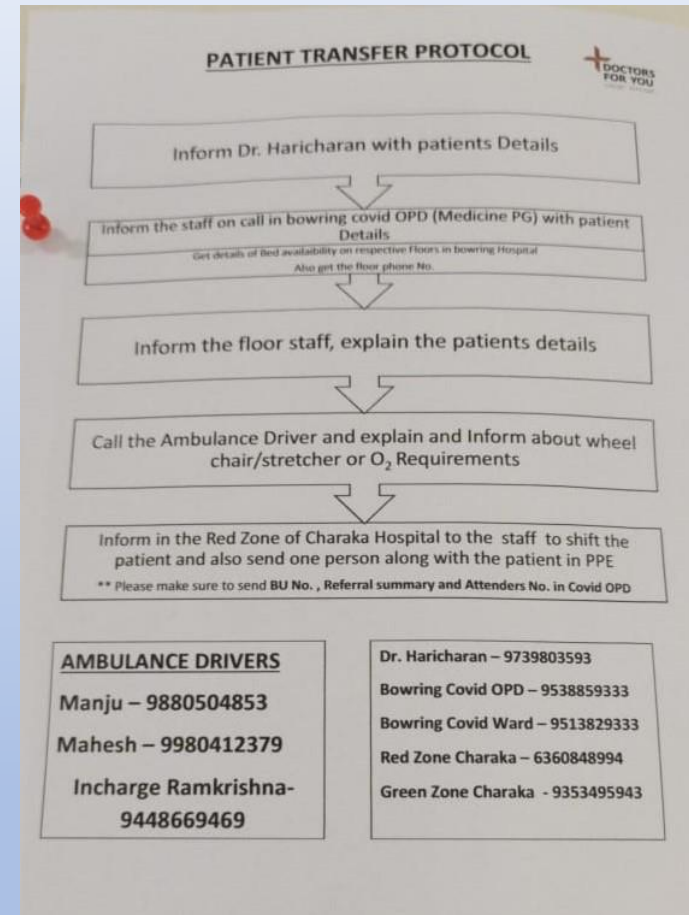 PATIENT TRANSFER PROTOCOL
DOCTORS
FOR YOU
Inform Dr. Haricharan with patients Details
Inform the staff on call in bowring covid OPD (Medicine PG) with patient
Details
Get details of Bed availaibility on respective Floors in bowring Hospital
Also get the floor phone No.
Inform the floor staff, explain the patients details
Call the Ambulance Driver and explain and Inform about wheel
chair/stretcher or O₂ Requirements
Inform in the Red Zone of Charaka Hospital to the staff to shift the
patient and also send one person along with the patient in PPE
** Please make sure to send BU No. , Referral summary and Attenders No. in Covid OPD
AMBULANCE DRIVERS
Manju – 9880504853
Mahesh – 9980412379
Incharge Ramkrishna-
9448669469
Dr. Haricharan – 9739803593
Bowring Covid OPD – 9538859333
Bowring Covid Ward – 9513829333
Red Zone Charaka – 6360848994
Green Zone Charaka - 9353495943